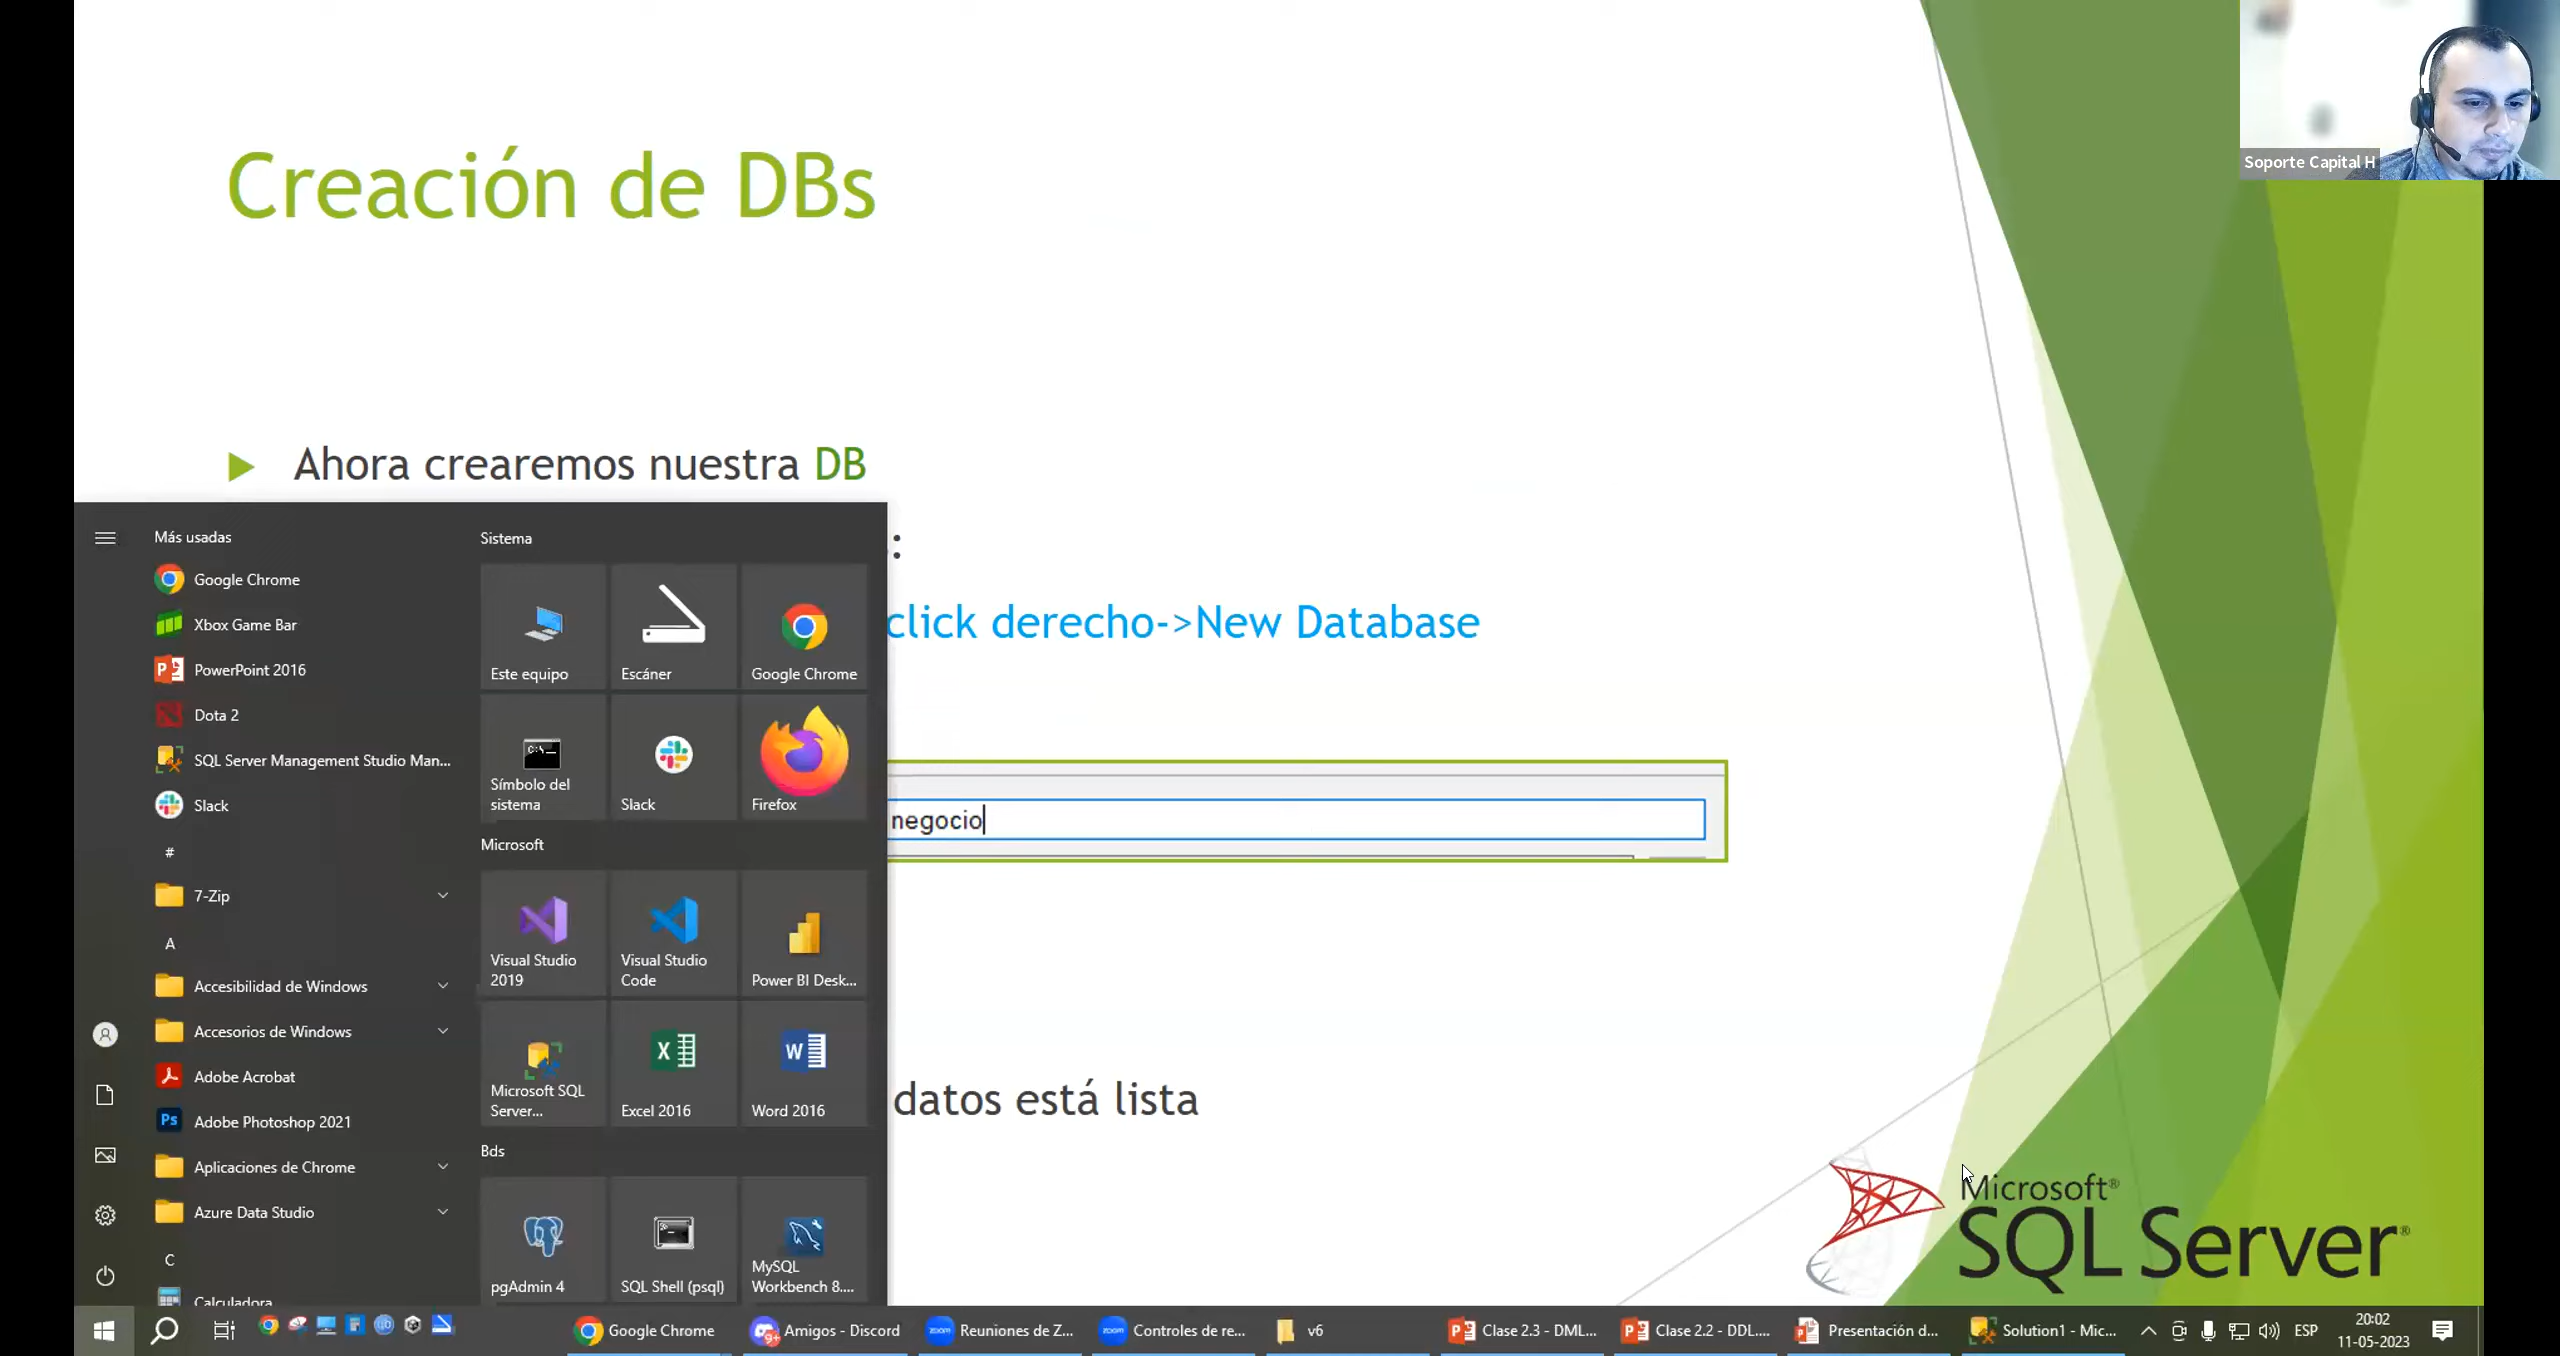 Creación de DBs
Soporte Capital H
Ahora crearemos nuestra DB
:
click derecho->New Database
negocio
datos está lista
Microsoft®
SQL Server®
Más usadas
Google Chrome
Xbox Game Bar
PowerPoint 2016
Dota 2
SQL Server Management Studio Man...
Slack
#
7-Zip
A
Accesibilidad de Windows
Accesorios de Windows
Adobe Acrobat
Adobe Photoshop 2021
Aplicaciones de Chrome
Azure Data Studio
C
Calculadora
Sistema
Este equipo
Escáner
Google Chrome
Símbolo del
sistema
Slack
Firefox
Microsoft
Visual Studio
2019
Visual Studio
Code
Power BI Desk...
Microsoft SQL
Server...
Excel 2016
Word 2016
Bds
pgAdmin 4
SQL Shell (psql)
MySQL
Workbench 8....
Google Chrome
Amigos - Discord
Reuniones de Z...
Controles de re...
v6
Clase 2.3 - DML...
Clase 2.2 - DDL....
Presentación d...
Solution1 - Mic...
ESP
20:02
11-05-2023